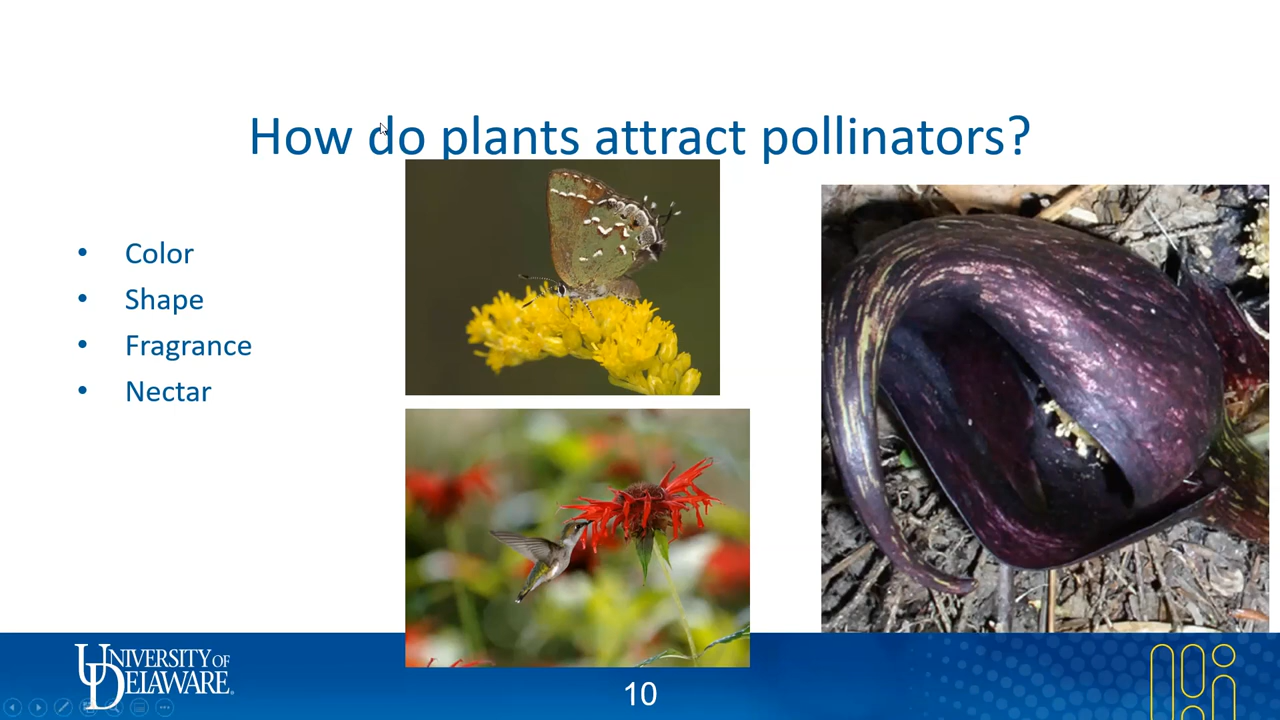 How do plants attract pollinators?
• Color
• Shape
• Fragrance
• Nectar
UNIVERSITY OF
DELAWARE
10